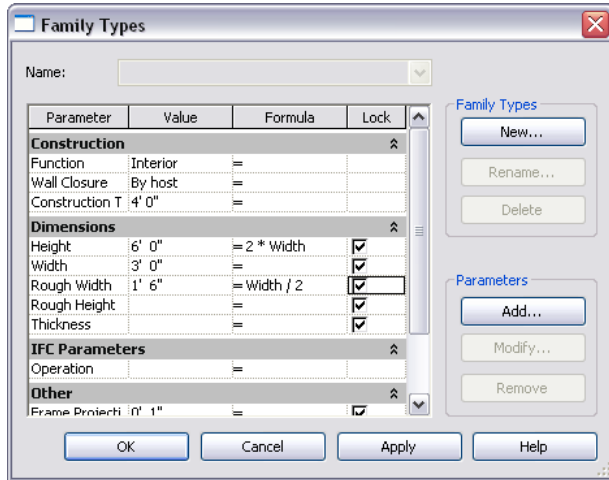 Family Types
Name:
Parameter Value Formula Lock
Construction
Function Interior =
Wall Closure By host =
Construction T 4' 0" =
Dimensions
Height 6' 0" = 2 * Width
Width 3' 0" =
Rough Width 1' 6" = Width / 2
Rough Height =
Thickness =
IFC Parameters
Operation =
Other
Frame Projecti 0' 1" =
Family Types
New...
Rename...
Delete
Parameters
Add...
Modify...
Remove
OK Cancel Apply Help